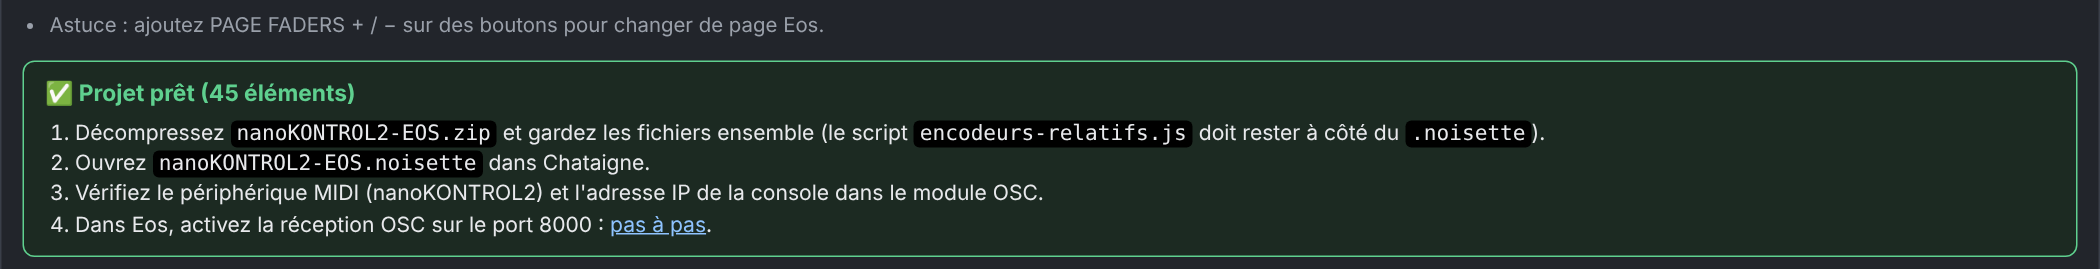 • Astuce : ajoutez PAGE FADERS + / − sur des boutons pour changer de page Eos.
✅ Projet prêt (45 éléments)
1. Décompressez nanoKONTROL2-EOS.zip et gardez les fichiers ensemble (le script encodeurs-relatifs.js doit rester à côté du .noisette).
2. Ouvrez nanoKONTROL2-EOS.noisette dans Chataigne.
3. Vérifiez le périphérique MIDI (nanoKONTROL2) et l'adresse IP de la console dans le module OSC.
4. Dans Eos, activez la réception OSC sur le port 8000 : pas à pas.